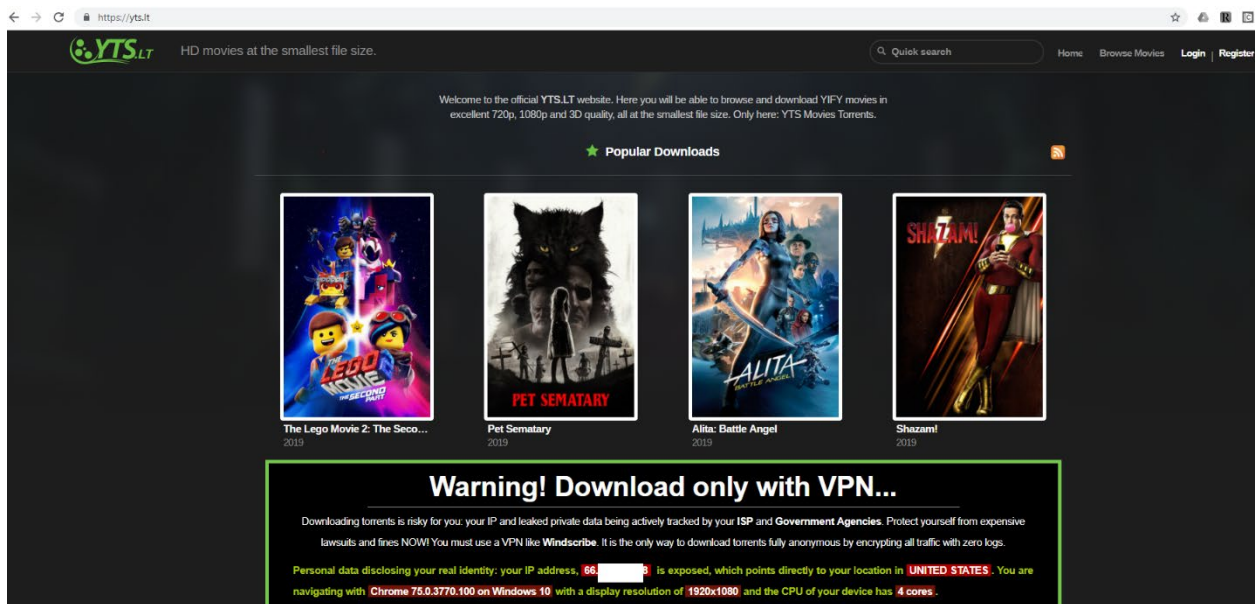 https://yts.lt
YTS.LT
HD movies at the smallest file size.
Quick search
Home
Browse Movies
Login | Register
Welcome to the official YTS.LT website. Here you will be able to browse and download YIFY movies in
excellent 720p, 1080p and 3D quality, all at the smallest file size. Only here: YTS Movies Torrents.
Popular Downloads
THE
LEGO
MOVIE
THE SECOND
PART
PET SEMATARY
ALITA
BATTLE ANGEL
SHAZAM!
The Lego Movie 2: The Seco...
2019
Pet Sematary
2019
Alita: Battle Angel
2019
Shazam!
2019
Warning! Download only with VPN...
Downloading torrents is risky for you: your IP and leaked private data being actively tracked by your ISP and Government Agencies. Protect yourself from expensive
lawsuits and fines NOW! You must use a VPN like Windscribe. It is the only way to download torrents fully anonymous by encrypting all traffic with zero logs.
Personal data disclosing your real identity: your IP address, 66. 8 is exposed, which points directly to your location in UNITED STATES. You are
navigating with Chrome 75.0.3770.100 on Windows 10 with a display resolution of 1920x1080 and the CPU of your device has 4 cores.